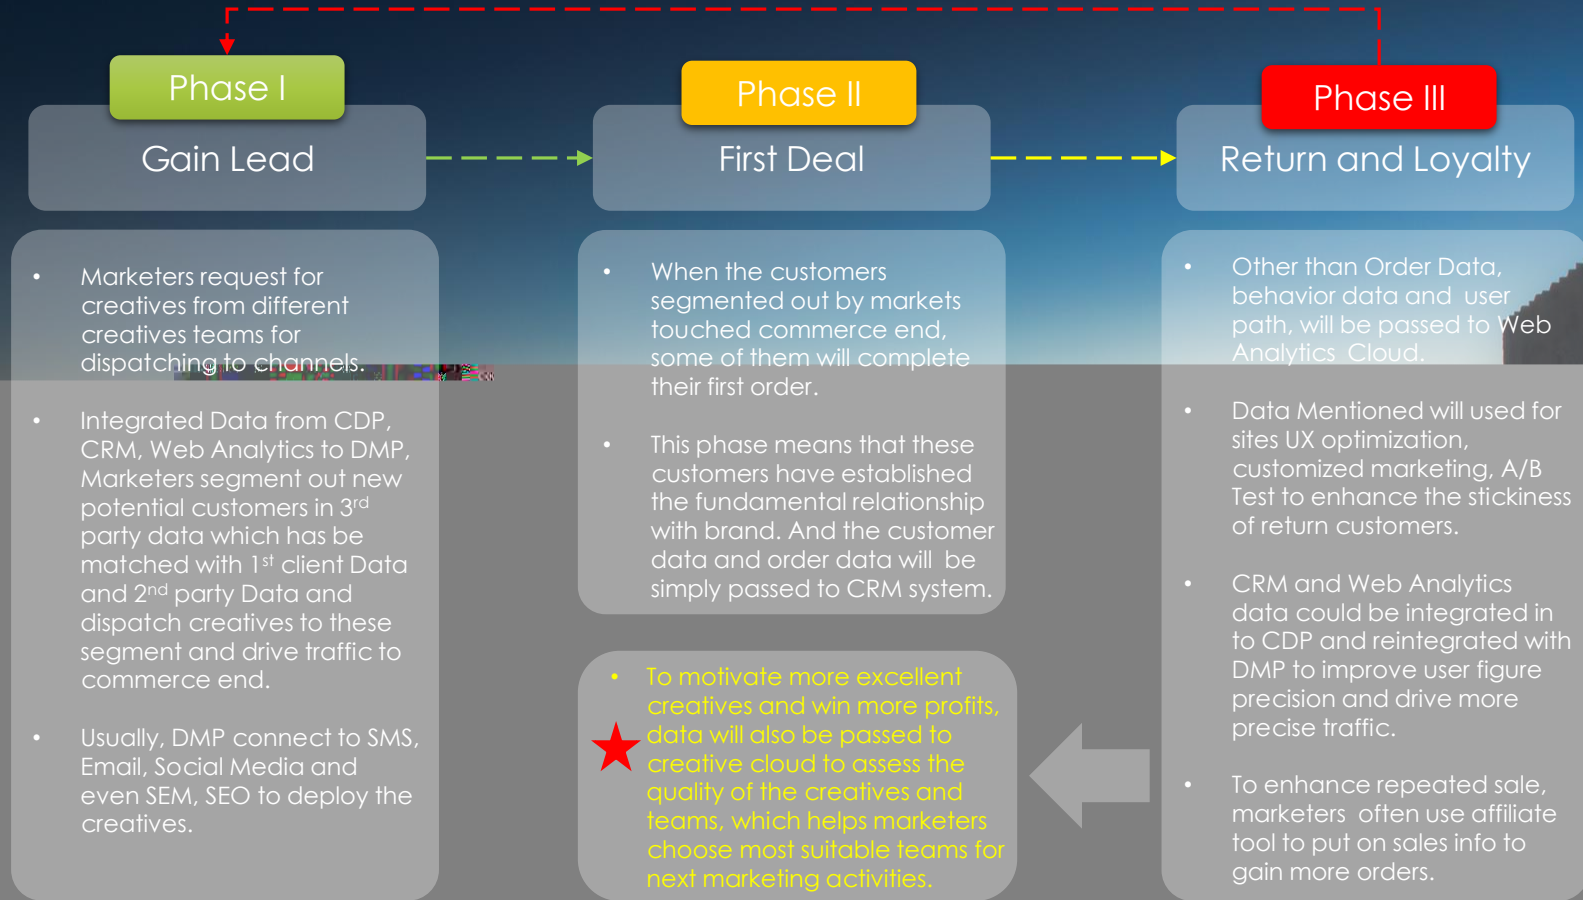 Phase I
Gain Lead
• Marketers request for
creatives from different
creatives teams for
dispatching to channels.
• Integrated Data from CDP,
CRM, Web Analytics to DMP,
Marketers segment out new
potential customers in 3rd
party data which has be
matched with 1st client Data
and 2nd party Data and
dispatch creatives to these
segment and drive traffic to
commerce end.
• Usually, DMP connect to SMS,
Email, Social Media and
even SEM, SEO to deploy the
creatives.
Phase II
First Deal
• When the customers
segmented out by markets
touched commerce end,
some of them will complete
their first order.
• This phase means that these
customers have established
the fundamental relationship
with brand. And the customer
data and order data will be
simply passed to CRM system.
• To motivate more excellent
creatives and win more profits,
data will also be passed to
creative cloud to assess the
quality of the creatives and
teams, which helps marketers
choose most suitable teams for
next marketing activities.
Phase III
Return and Loyalty
• Other than Order Data,
behavior data and user
path, will be passed to Web
Analytics Cloud.
• Data Mentioned will used for
sites UX optimization,
customized marketing, A/B
Test to enhance the stickiness
of return customers.
• CRM and Web Analytics
data could be integrated in
to CDP and reintegrated with
DMP to improve user figure
precision and drive more
precise traffic.
• To enhance repeated sale,
marketers often use affiliate
tool to put on sales info to
gain more orders.